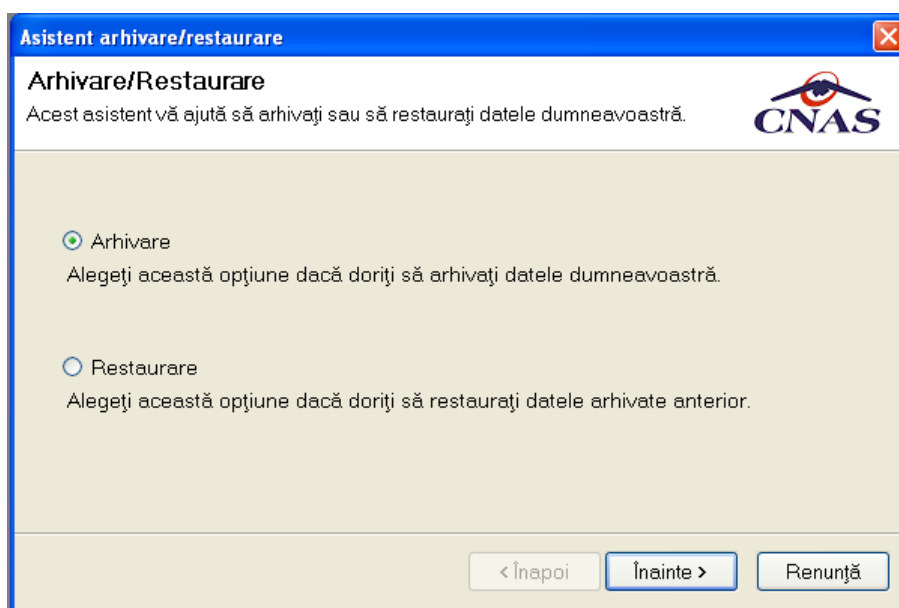 Asistent arhivare/restaurare
Arhivare/Restaurare
Acest asistent vă ajută să arhivaţi sau să restauraţi datele dumneavoastră.
CNAS
Arhivare
Alegeţi această opţiune dacă doriţi să arhivaţi datele dumneavoastră.
Restaurare
Alegeţi această opţiune dacă doriţi să restauraţi datele arhivate anterior.
< Înapoi
Înainte >
Renunţă